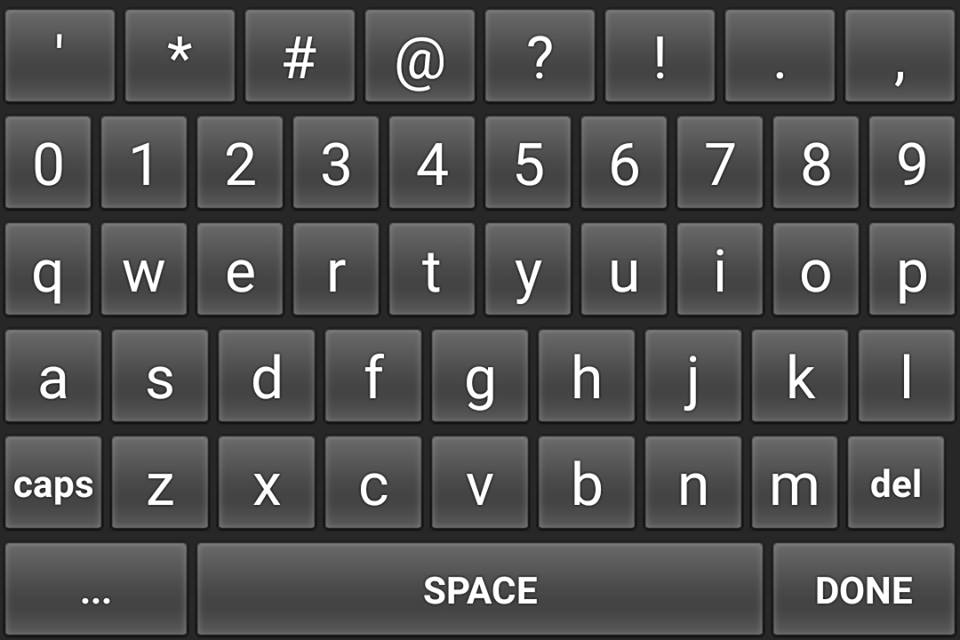 ' * # @ ? ! . ,
0 1 2 3 4 5 6 7 8 9
q w e r t y u i o p
a s d f g h j k l
caps z x c v b n m del
... SPACE DONE